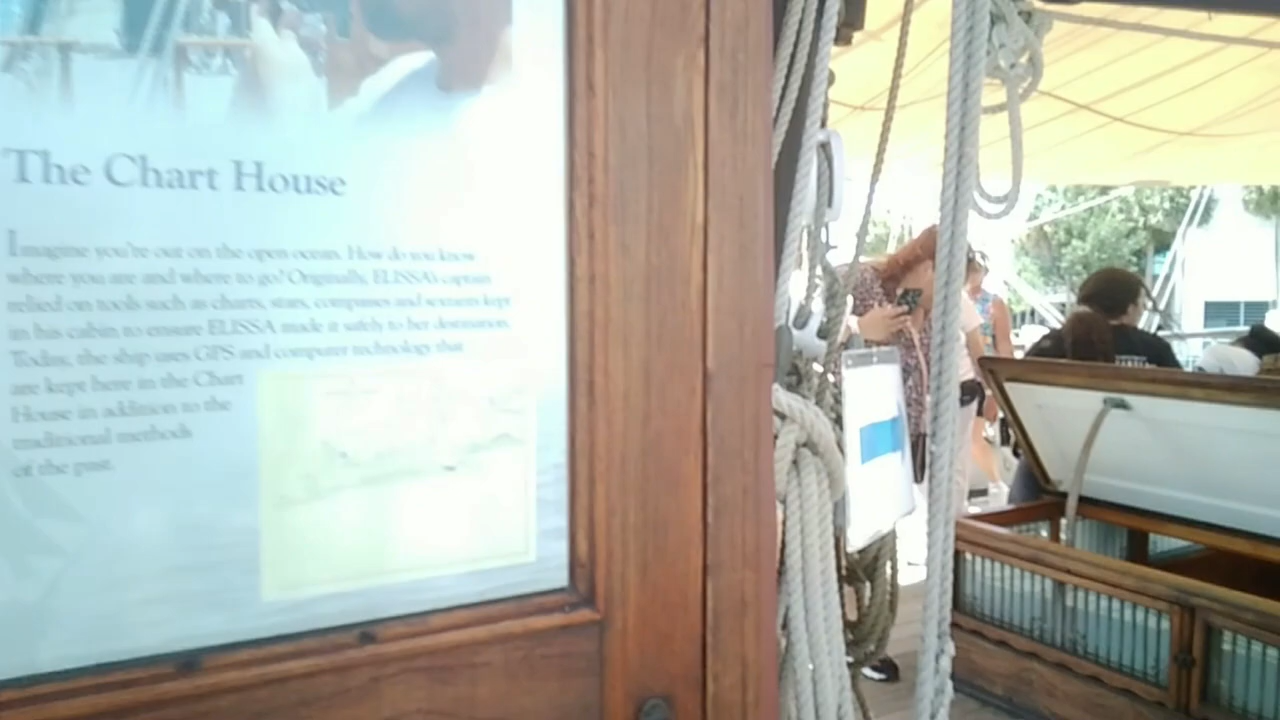 The Chart House
Imagine you're out on the open ocean. How do you know
where you are and where to go? Originally, ELISSA's captain
relied on tools such as charts, stars, compasses and sextants kept
in his cabin to ensure ELISSA made it safely to her destination.
Today, the ship uses GPS and computer technology that
are kept here in the Chart
House in addition to the
traditional methods
of the past.